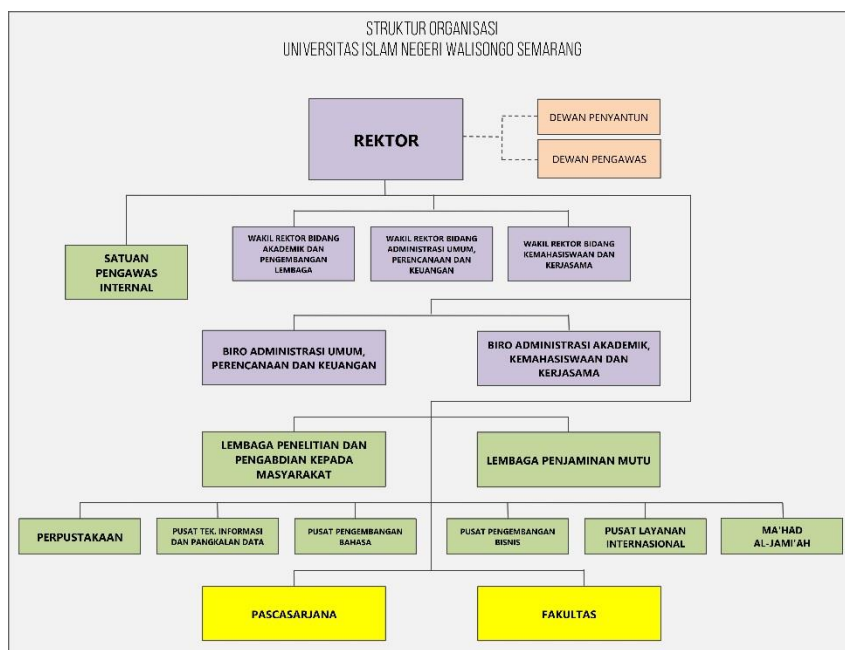 STRUKTUR ORGANISASI
UNIVERSITAS ISLAM NEGERI WALISONGO SEMARANG
REKTOR
DEWAN PENYANTUN
DEWAN PENGAWAS
SATUAN
PENGAWAS
INTERNAL
WAKIL REKTOR BIDANG
AKADEMIK DAN
PENGEMBANGAN
LEMBAGA
WAKIL REKTOR BIDANG
ADMINISTRASI UMUM,
PERENCANAAN DAN
KEUANGAN
WAKIL REKTOR BIDANG
KEMAHASISWAAN DAN
KERJASAMA
BIRO ADMINISTRASI UMUM,
PERENCANAAN DAN KEUANGAN
BIRO ADMINISTRASI AKADEMIK,
KEMAHASISWAAN DAN
KERJASAMA
LEMBAGA PENELITIAN DAN
PENGABDIAN KEPADA
MASYARAKAT
LEMBAGA PENJAMINAN MUTU
PERPUSTAKAAN
PUSAT TEK. INFORMASI
DAN PANGKALAN DATA
PUSAT PENGEMBANGAN
BAHASA
PUSAT PENGEMBANGAN
BISNIS
PUSAT LAYANAN
INTERNASIONAL
MA'HAD
AL-JAMI'AH
PASCASARJANA
FAKULTAS